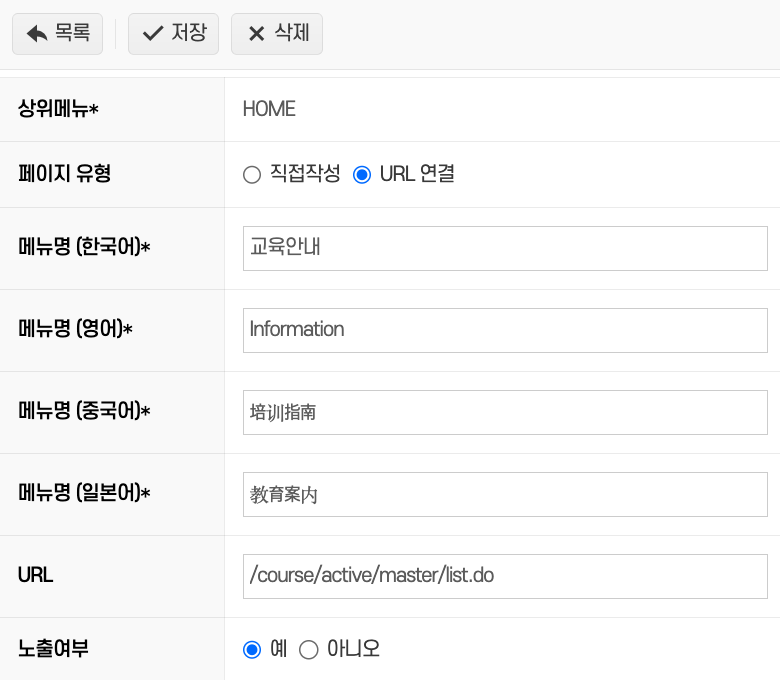 목록 저장 삭제
상위메뉴* HOME
페이지 유형 직접작성 URL 연결
메뉴명 (한국어)* 교육안내
메뉴명 (영어)* Information
메뉴명 (중국어)* 培训指南
메뉴명 (일본어)* 教育案内
URL /course/active/master/list.do
노출여부 예 아니오